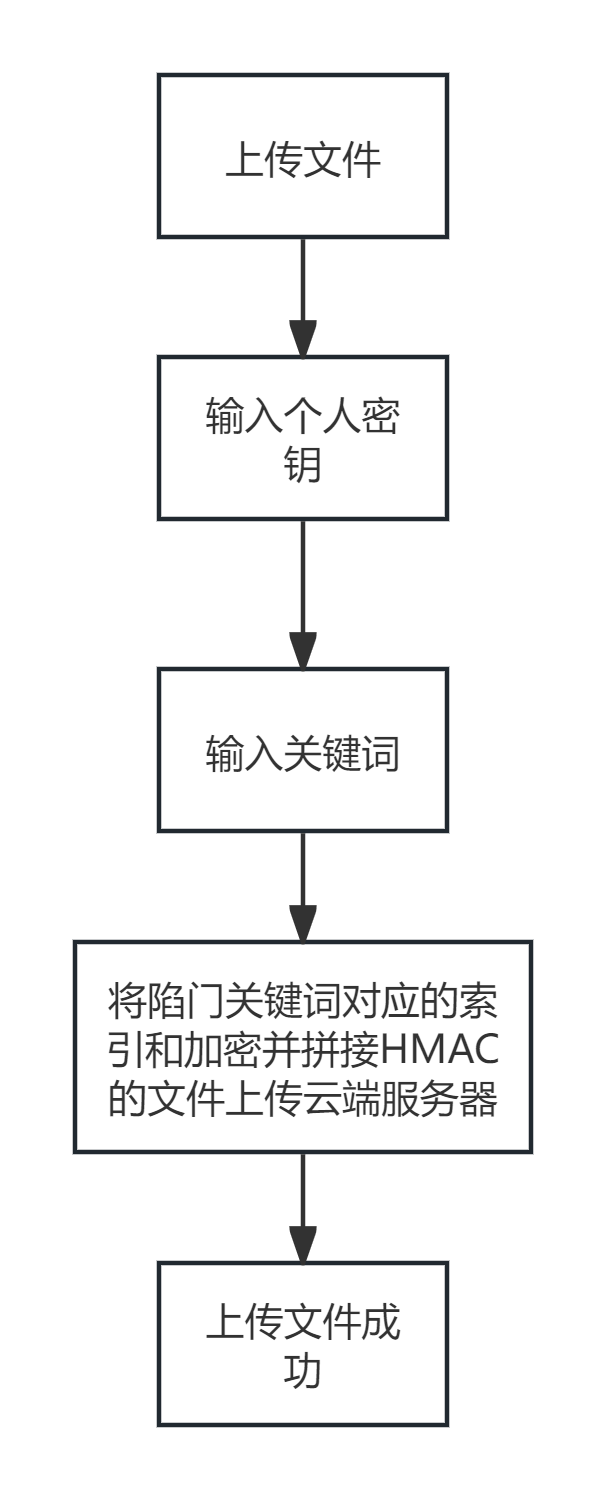 上传文件
输入个人密
钥
输入关键词
将陷门关键词对应的索
引和加密并拼接HMAC
的文件上传云端服务器
上传文件成
功